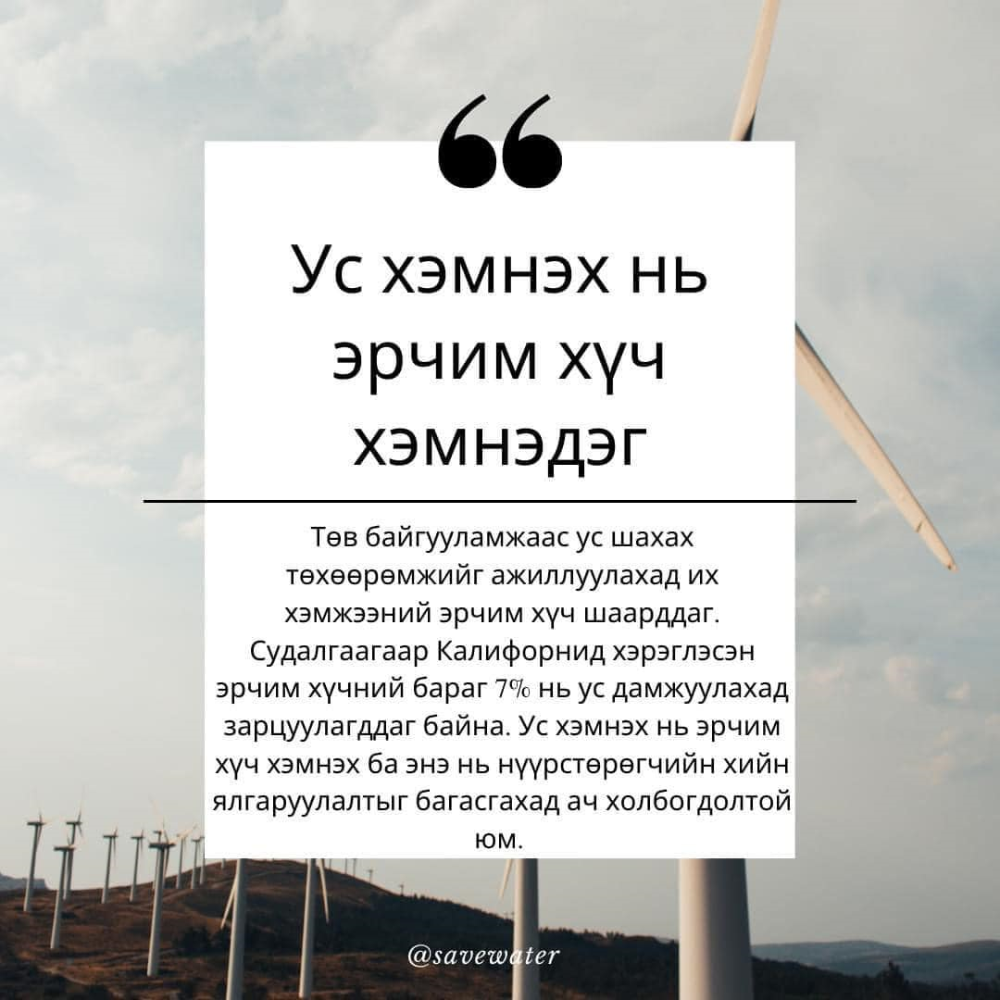 Ус хэмнэх нь
эрчим хүч
хэмнэдэг
Төв байгууламжаас ус шахах
төхөөрөмжийг ажиллуулахад их
хэмжээний эрчим хүч шаарддаг.
Судалгаагаар Калифорнид хэрэглэсэн
эрчим хүчний бараг 7% нь ус дамжуулахад
зарцуулагддаг байна. Ус хэмнэх нь эрчим
хүч хэмнэх ба энэ нь нүүрстөрөгчийн хийн
ялгаруулалтыг багасгахад ач холбогдолтой
юм.
@savewater